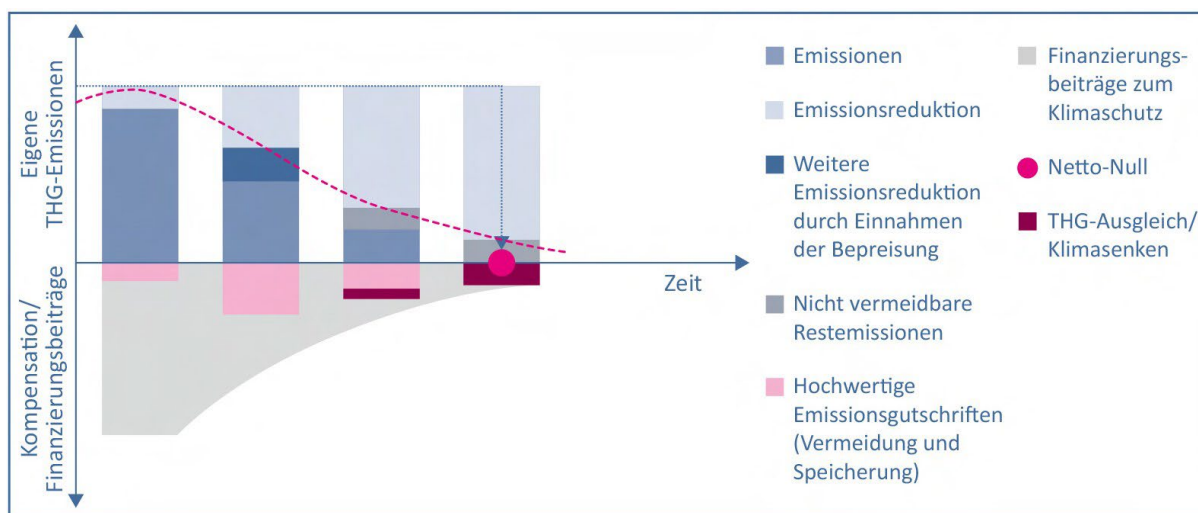 Eigene
THG-Emissionen
Kompensation/
Finanzierungsbeiträge
Zeit
Emissionen
Emissionsreduktion
Weitere
Emissionsreduktion
durch Einnahmen
der Bepreisung
Nicht vermeidbare
Restemissionen
Hochwertige
Emissionsgutschriften
(Vermeidung und
Speicherung)
Finanzierungs-
beiträge zum
Klimaschutz
Netto-Null
THG-Ausgleich/
Klimasenken